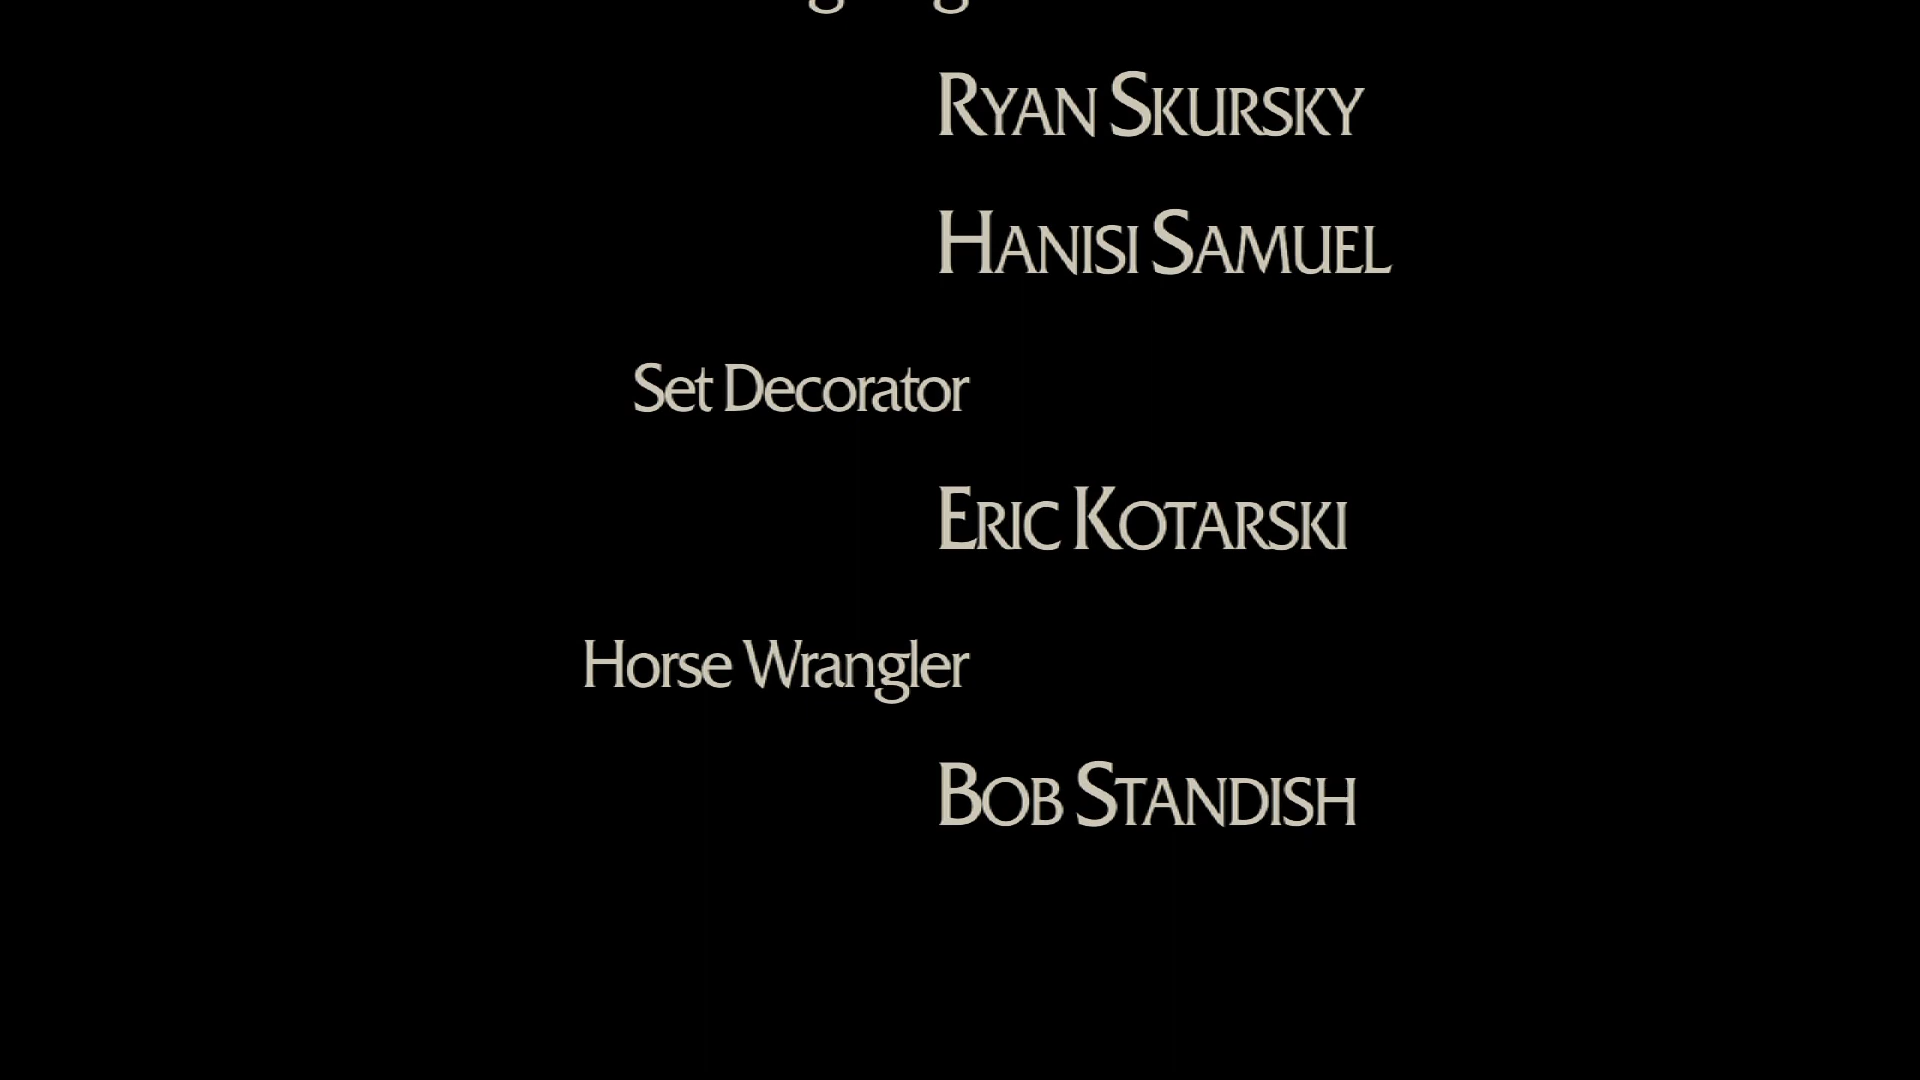 Ryan Skursky
Hanisi Samuel
Set Decorator
Eric Kotarski
Horse Wrangler
Bob Standish